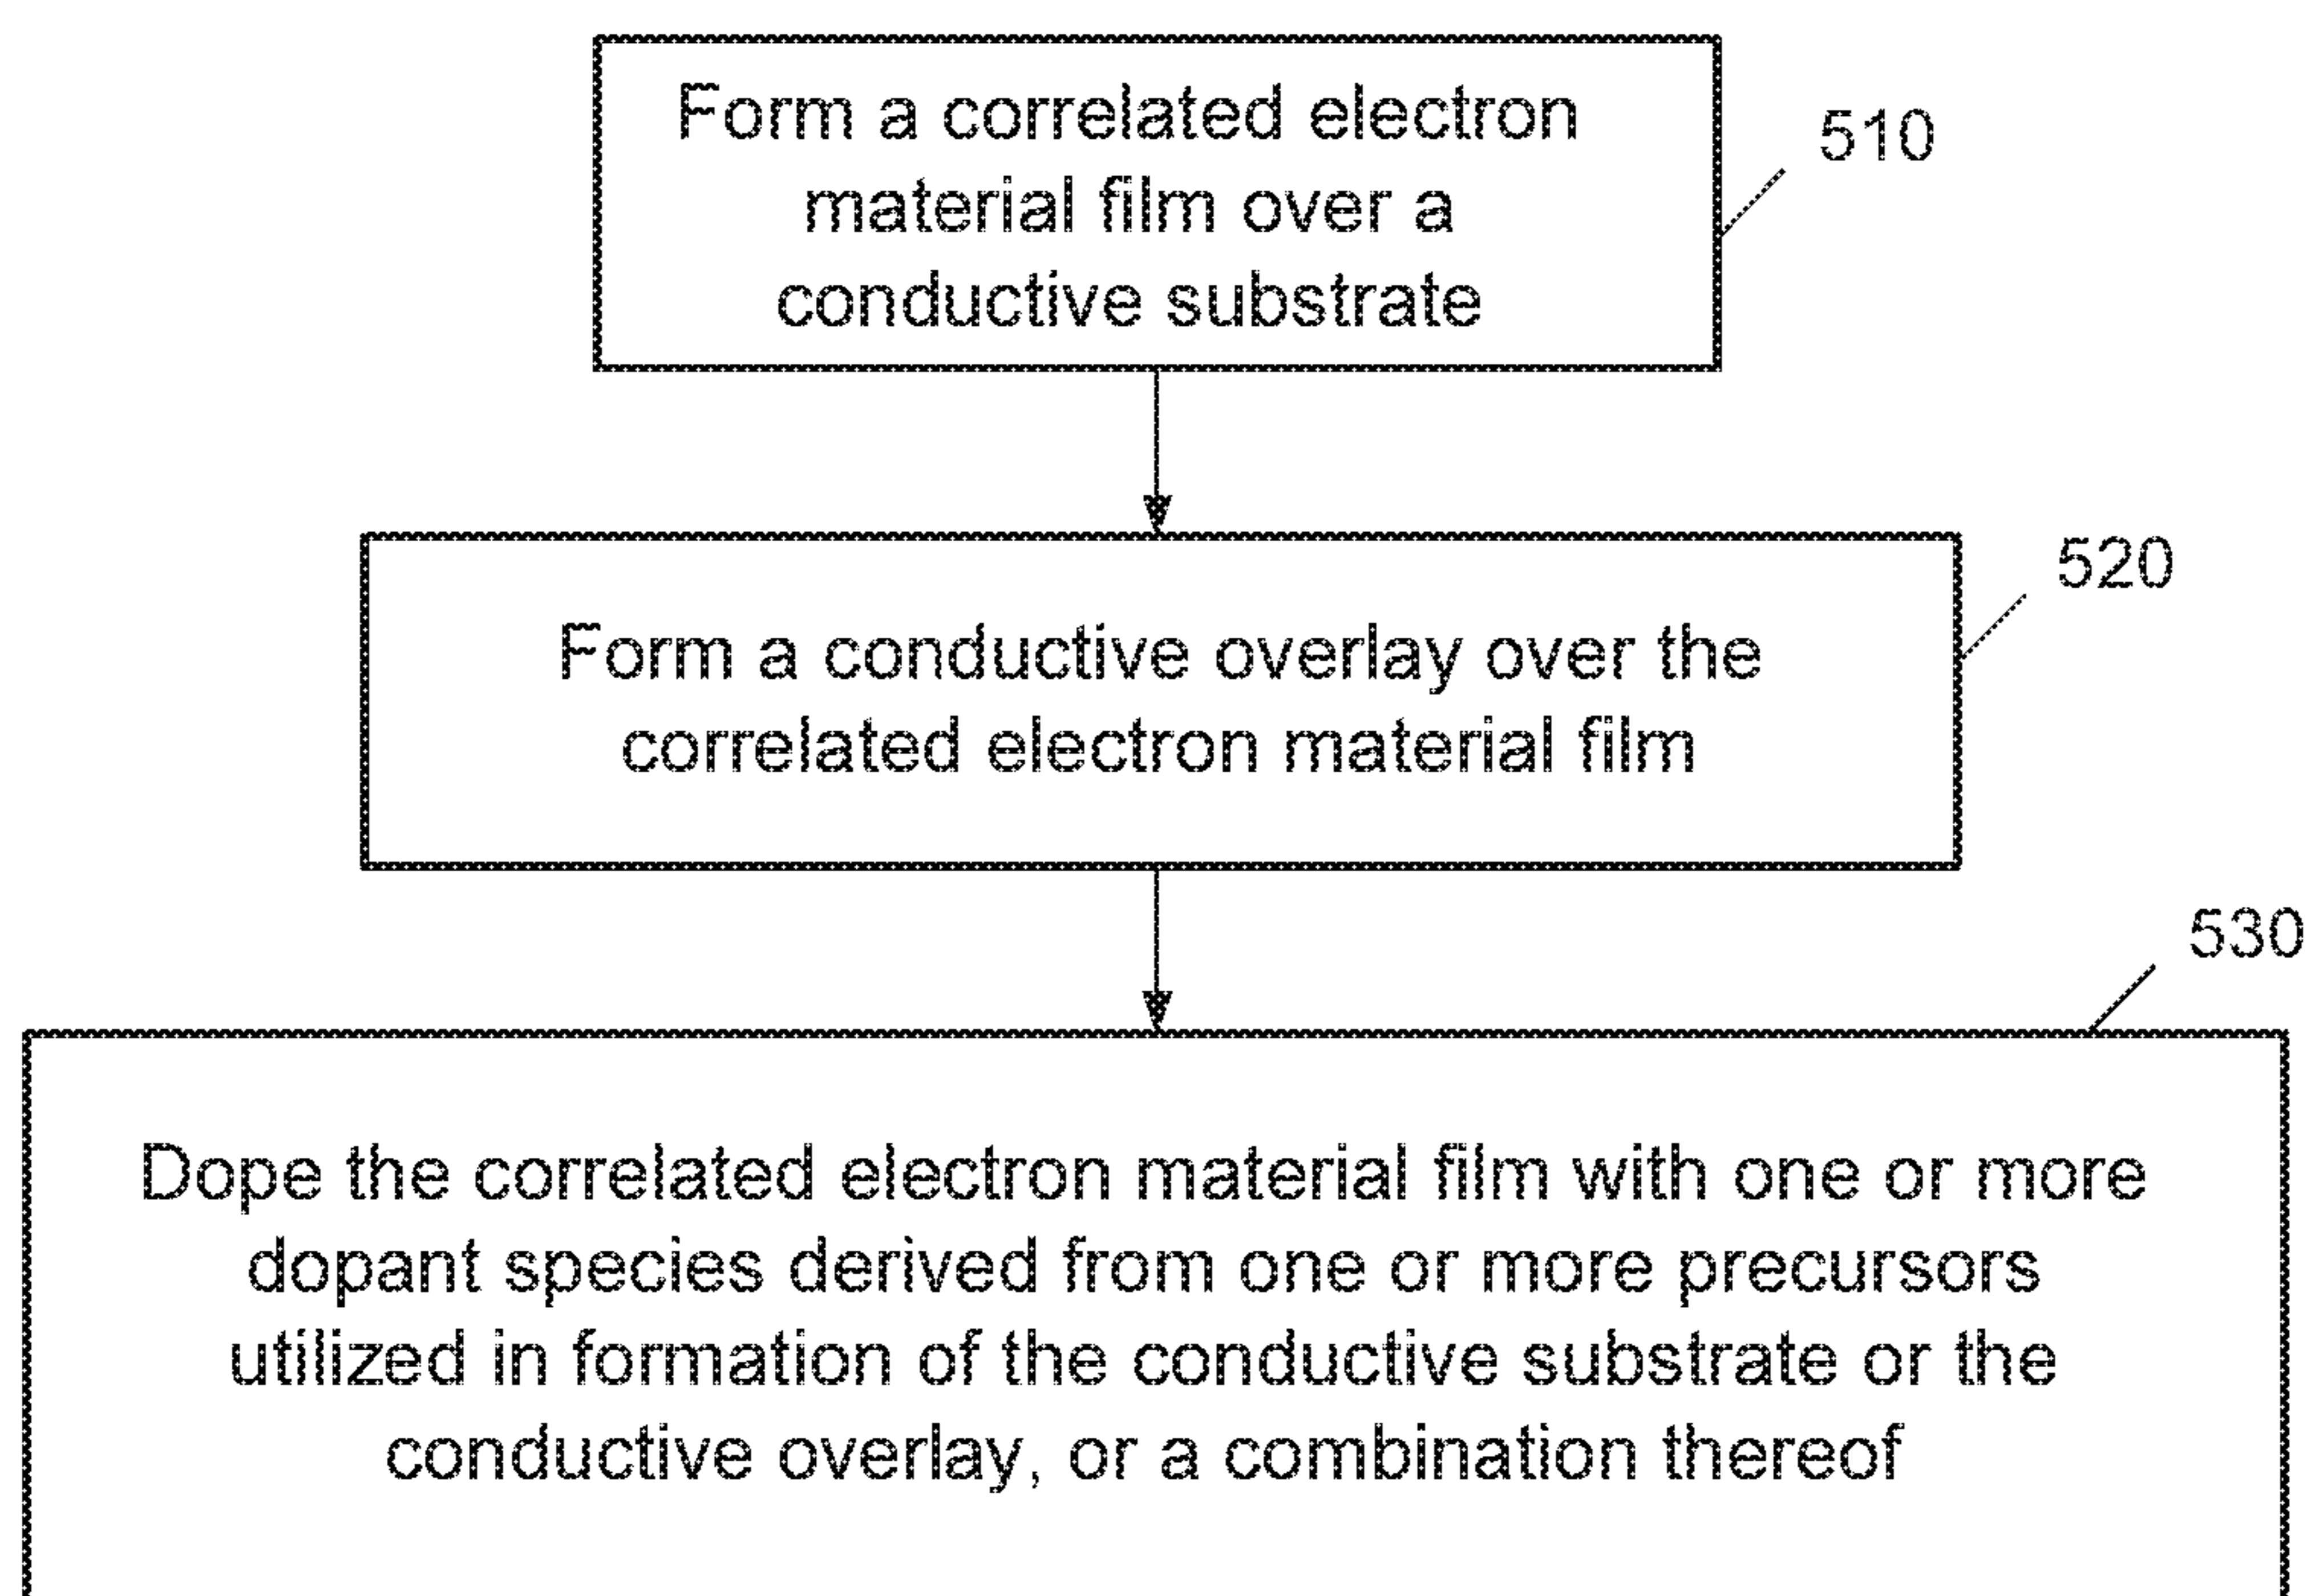 Form a correlated electron
material film over a
conductive substrate
510
Form a conductive overlay over the
correlated electron material film
520
530
Dope the correlated electron material film with one or more
dopant species derived from one or more precursors
utilized in formation of the conductive substrate or the
conductive overlay, or a combination thereof